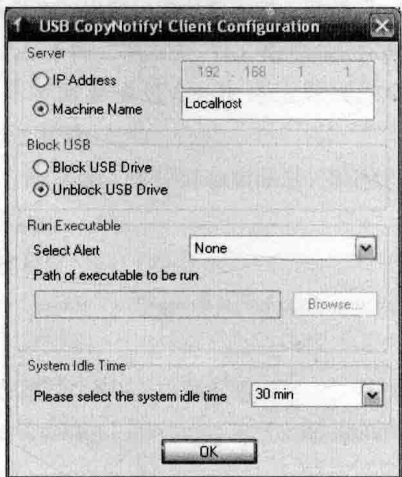 USB CopyNotify! Client Configuration
Server
IP Address
192 . 168 1 1
Machine Name
Localhost
Block USB
Block USB Drive
Unblock USB Drive
Run Executable
Select Alert
None
Path of executable to be run
Browse...
System Idle Time
Please select the system idle time
30 min
OK